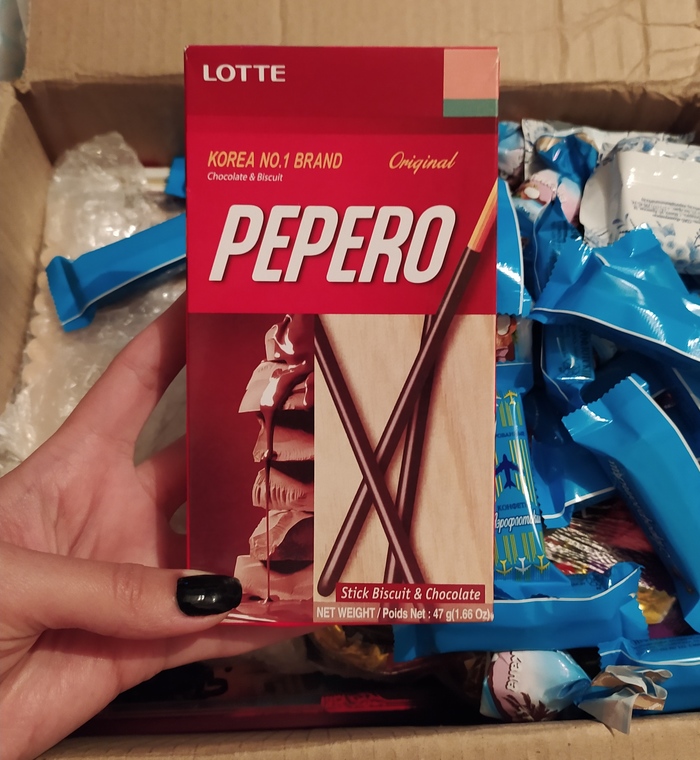 LOTTE
KOREA NO.1 BRAND
Original
Chocolate & Biscuit
PEPERO
Stick Biscuit & Chocolate
NET WEIGHT / Poids Net : 47 g(1.66 Oz)